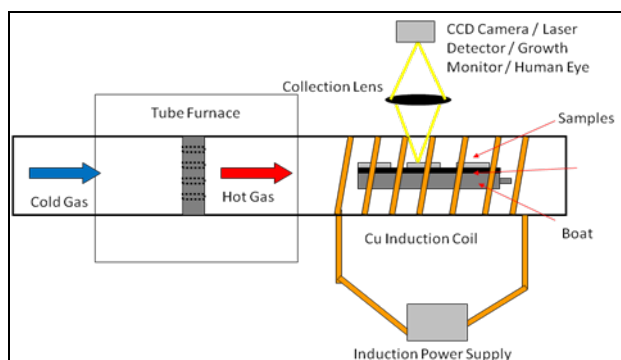 CCD Camera / Laser
Detector / Growth
Monitor / Human Eye
Collection Lens
Tube Furnace
Samples
Cold Gas
Hot Gas
Boat
Cu Induction Coil
Induction Power Supply